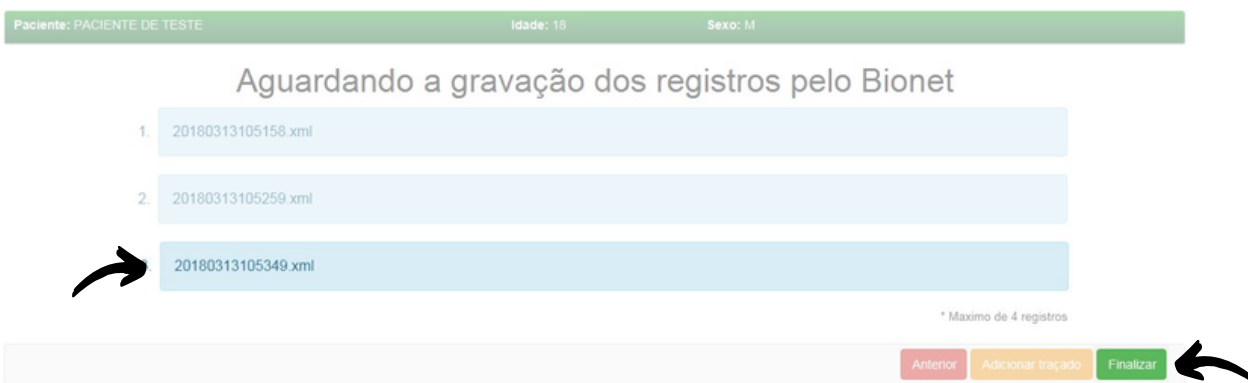 Paciente: PACIENTE DE TESTE Idade: 18 Sexo: M
Aguardando a gravação dos registros pelo Bionet
1. 20180313105158.xml
2. 20180313105259.xml
20180313105349.xml
* Maximo de 4 registros
Anterior Adicionar traçado Finalizar